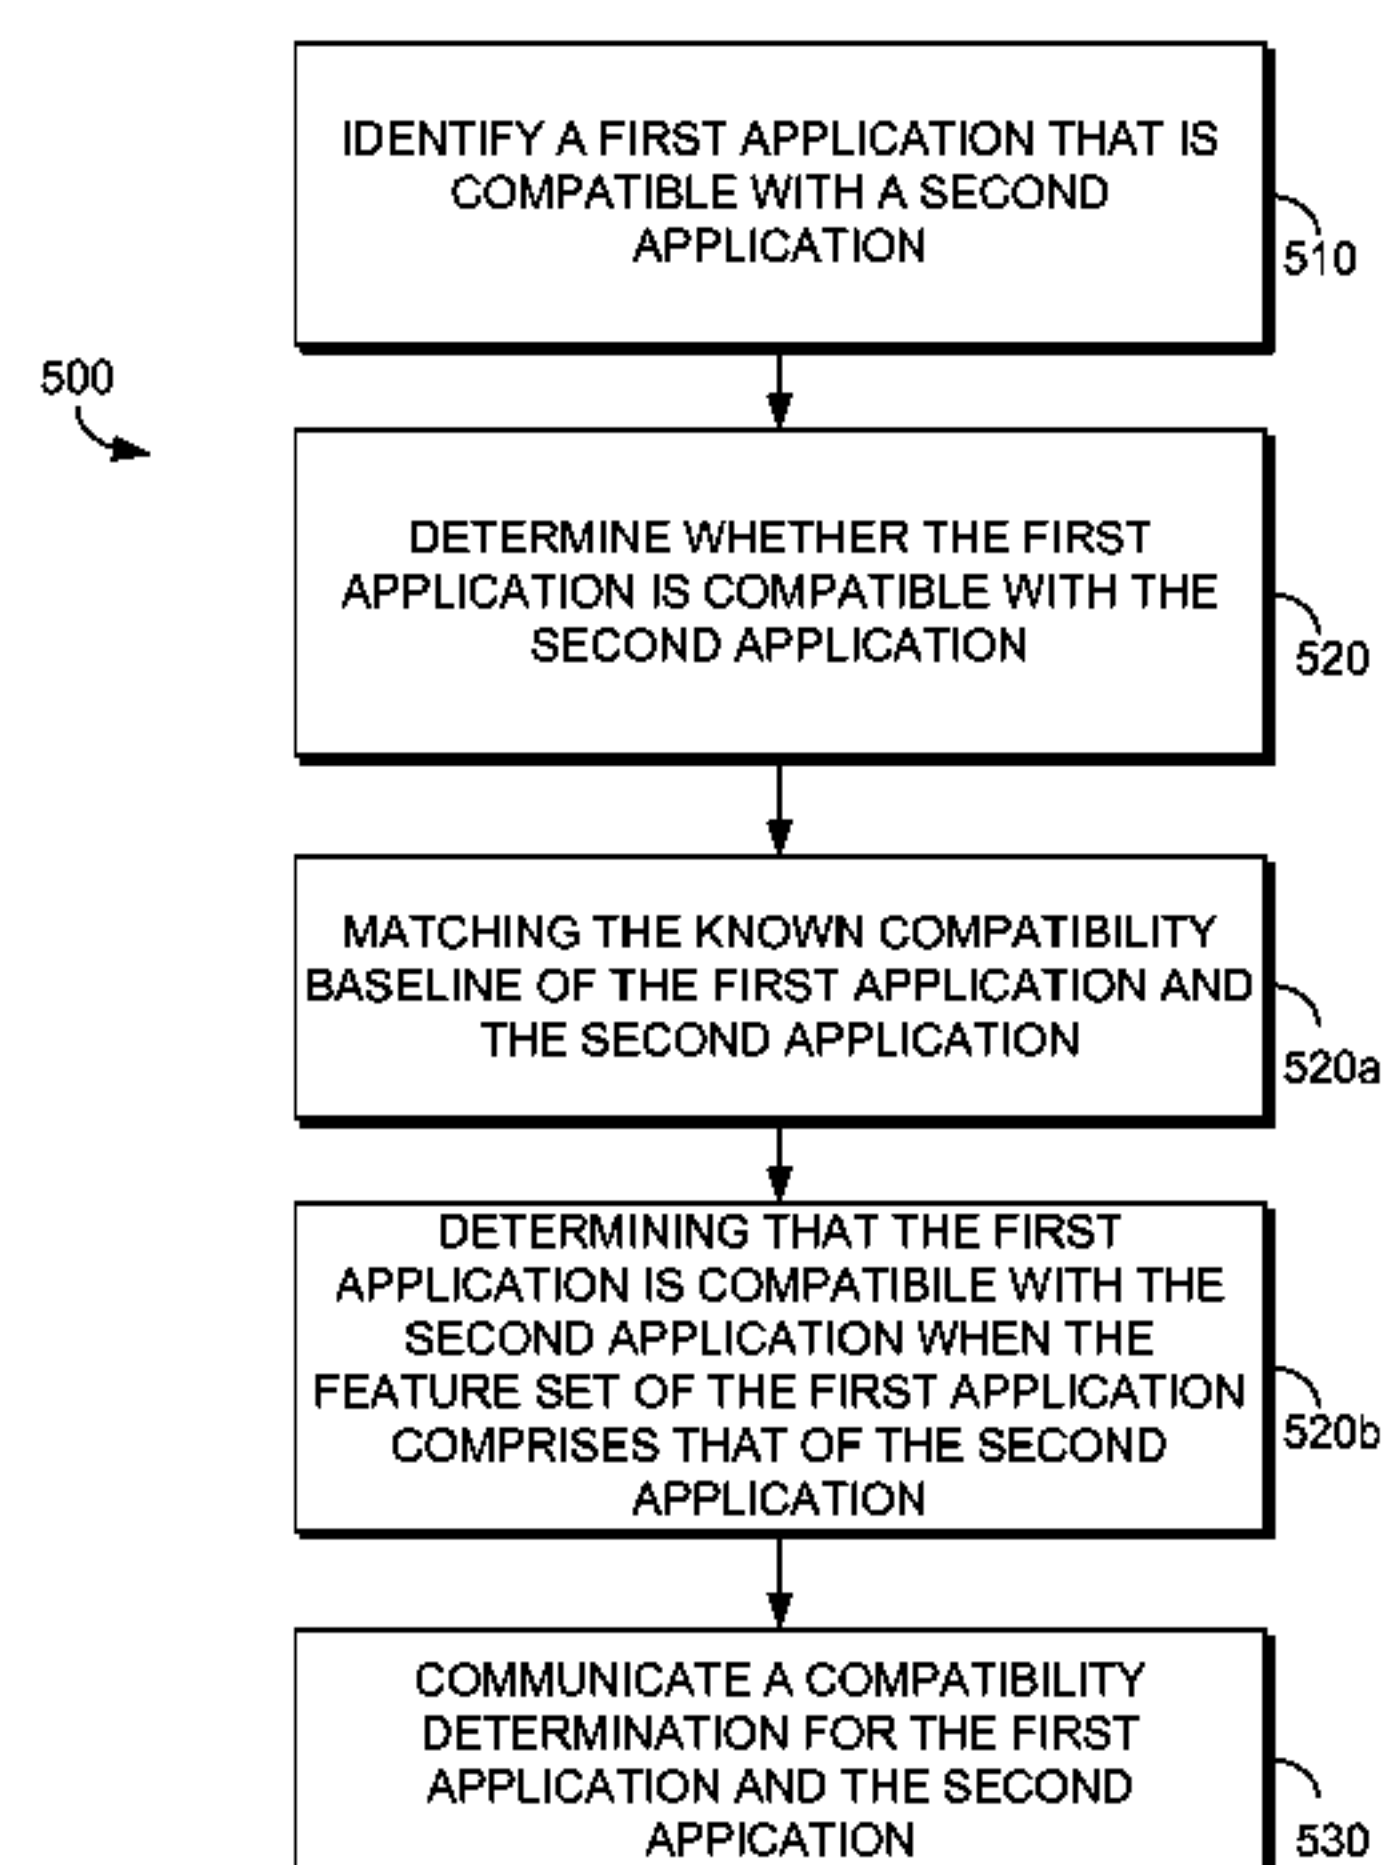 IDENTIFY A FIRST APPLICATION THAT IS
COMPATIBLE WITH A SECOND
APPLICATION
510
500
DETERMINE WHETHER THE FIRST
APPLICATION IS COMPATIBLE WITH THE
SECOND APPLICATION
520
MATCHING THE KNOWN COMPATIBILITY
BASELINE OF THE FIRST APPLICATION AND
THE SECOND APPLICATION
520a
DETERMINING THAT THE FIRST
APPLICATION IS COMPATIBILE WITH THE
SECOND APPLICATION WHEN THE
FEATURE SET OF THE FIRST APPLICATION
COMPRISES THAT OF THE SECOND
APPLICATION
520b
COMMUNICATE A COMPATIBILITY
DETERMINATION FOR THE FIRST
APPLICATION AND THE SECOND
APPICATION
530